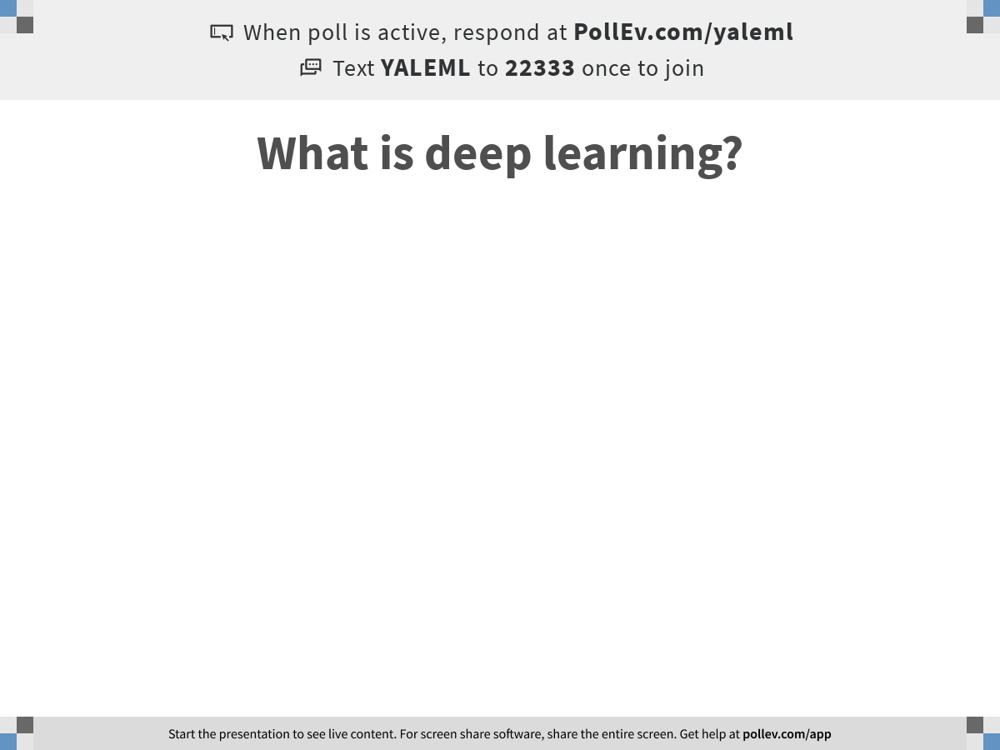 When poll is active, respond at PollEv.com/yaleml
Text YALEML to 22333 once to join
What is deep learning?
Start the presentation to see live content. For screen share software, share the entire screen. Get help at pollev.com/app